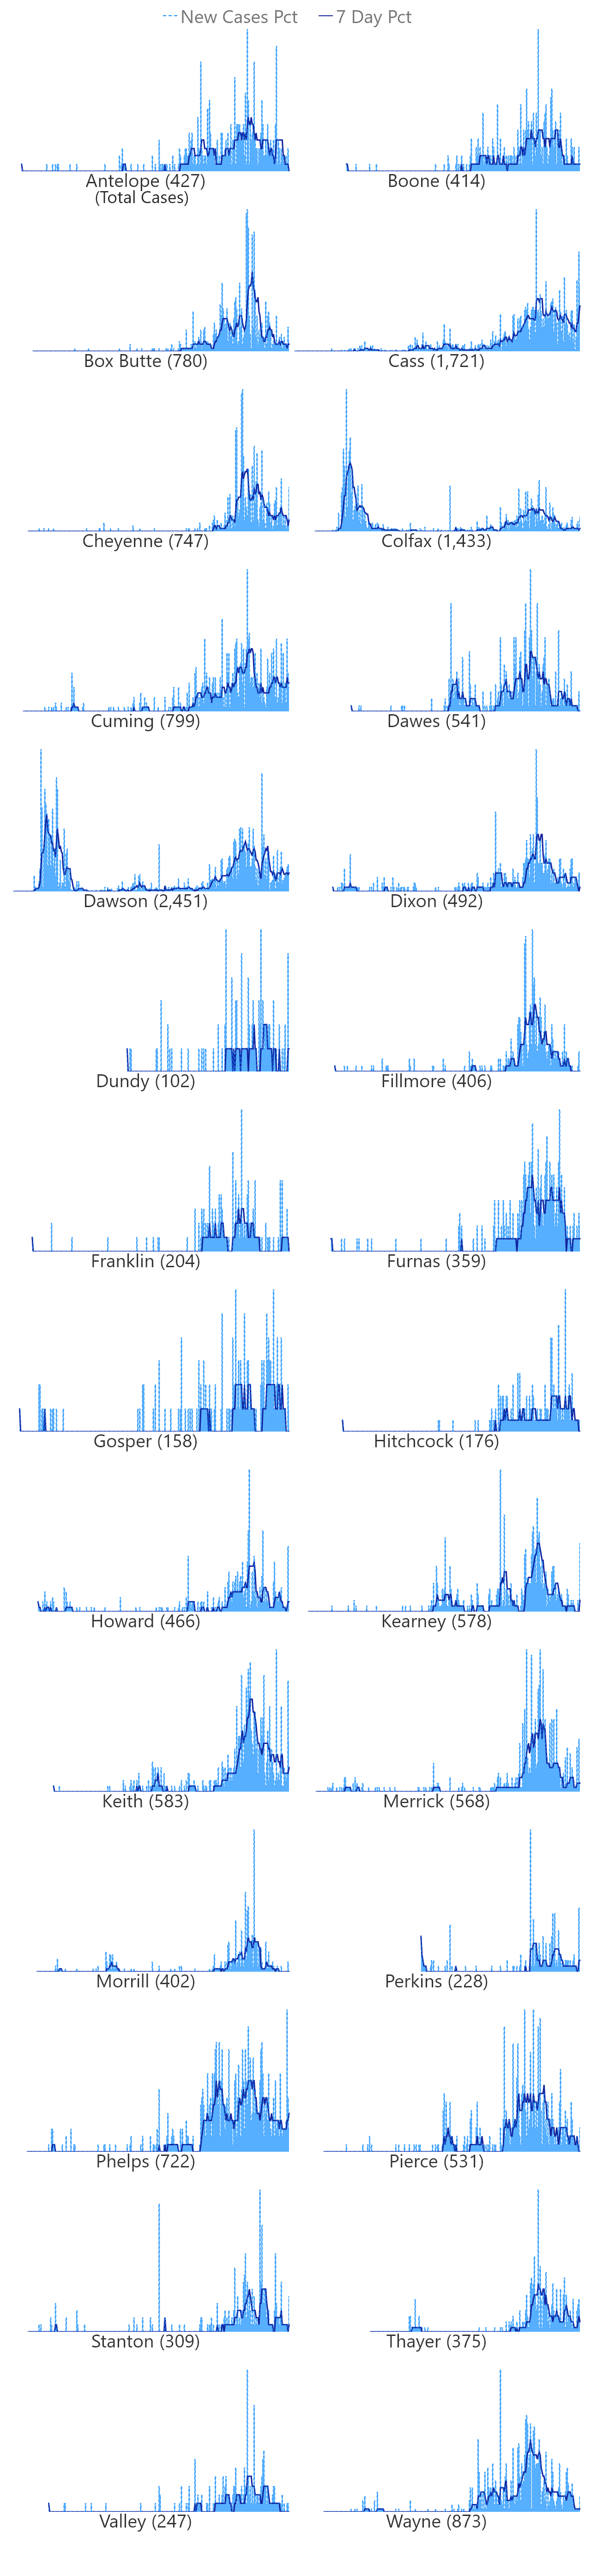 New Cases Pct 7 Day Pct
Antelope (427) Boone (414)
(Total Cases)
Box Butte (780) Cass (1,721)
Cheyenne (747) Colfax (1,433)
Cuming (799) Dawes (541)
Dawson (2,451) Dixon (492)
Dundy (102) Fillmore (406)
Franklin (204) Furnas (359)
Gosper (158) Hitchcock (176)
Howard (466) Kearney (578)
Keith (583) Merrick (568)
Morrill (402) Perkins (228)
Phelps (722) Pierce (531)
Stanton (309) Thayer (375)
Valley (247) Wayne (873)